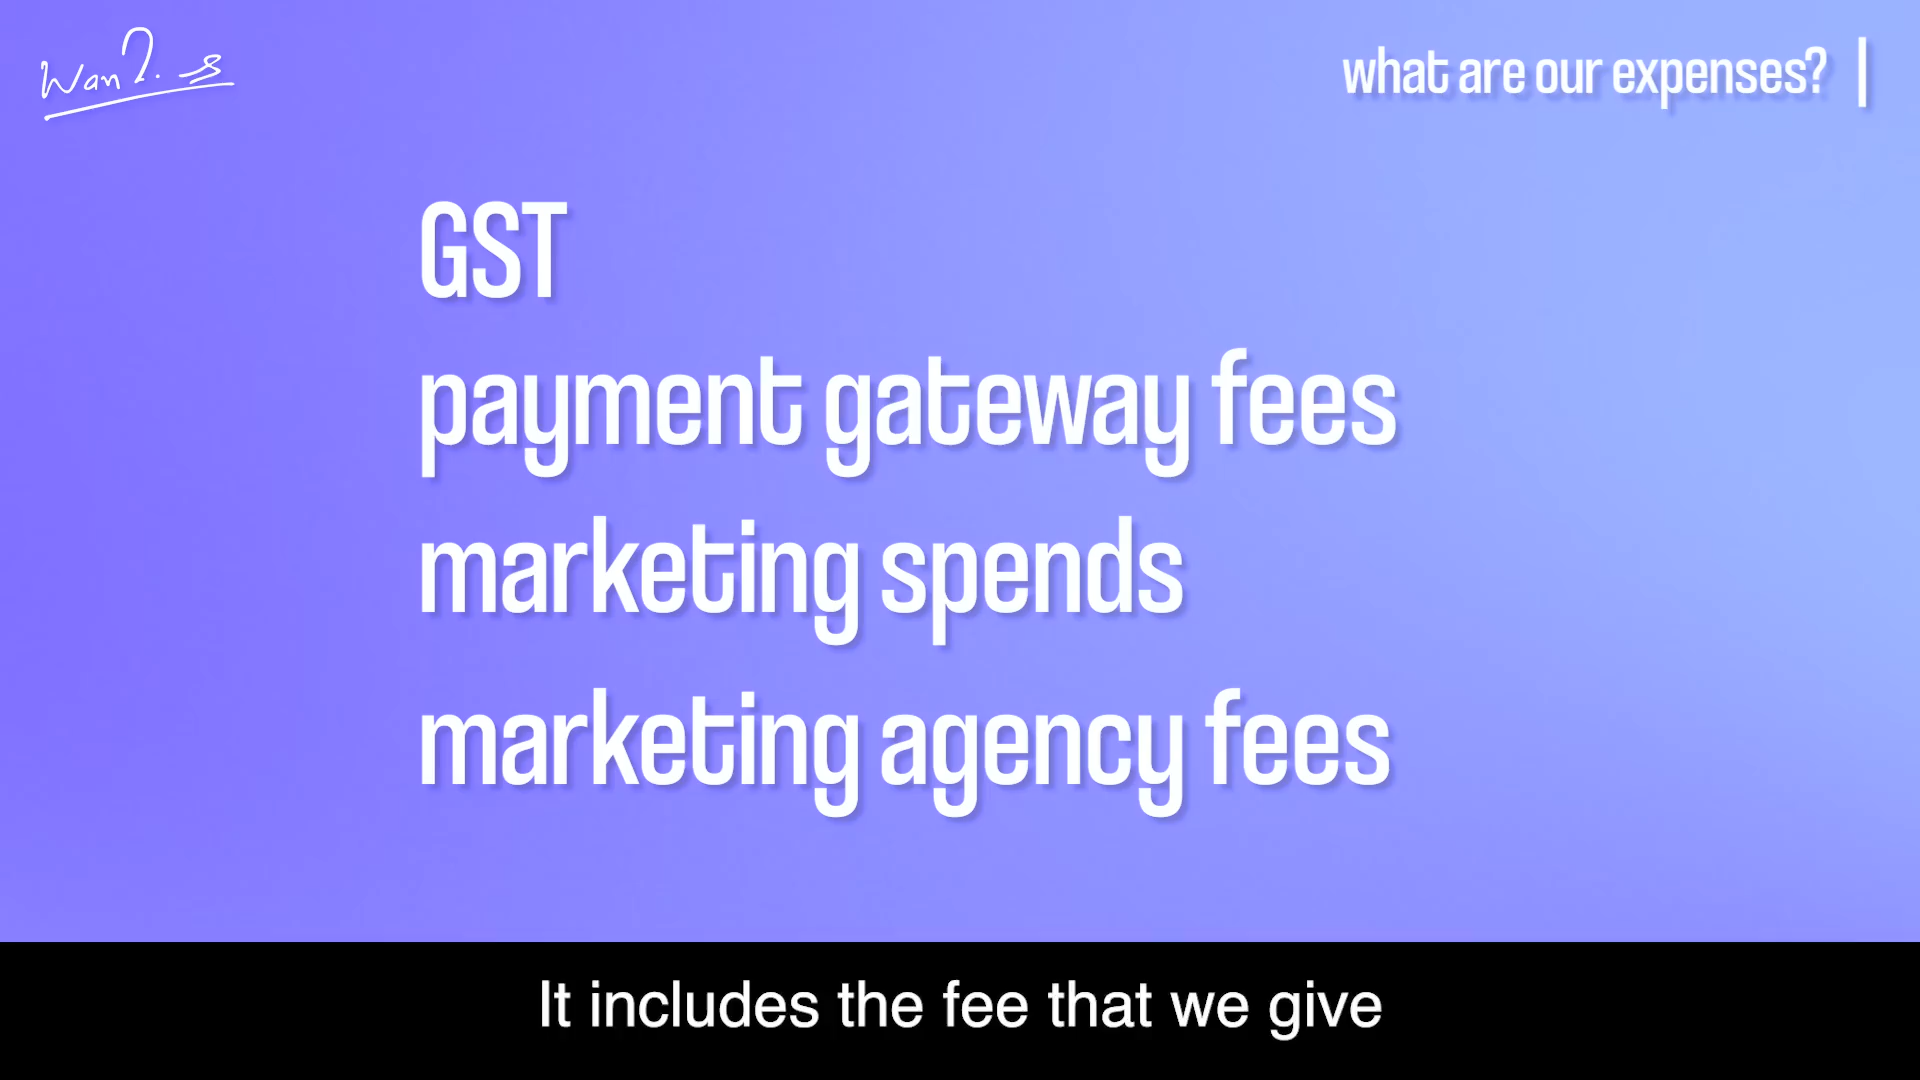 what are our expenses?
GST
payment gateway fees
marketing spends
marketing agency fees
It includes the fee that we give